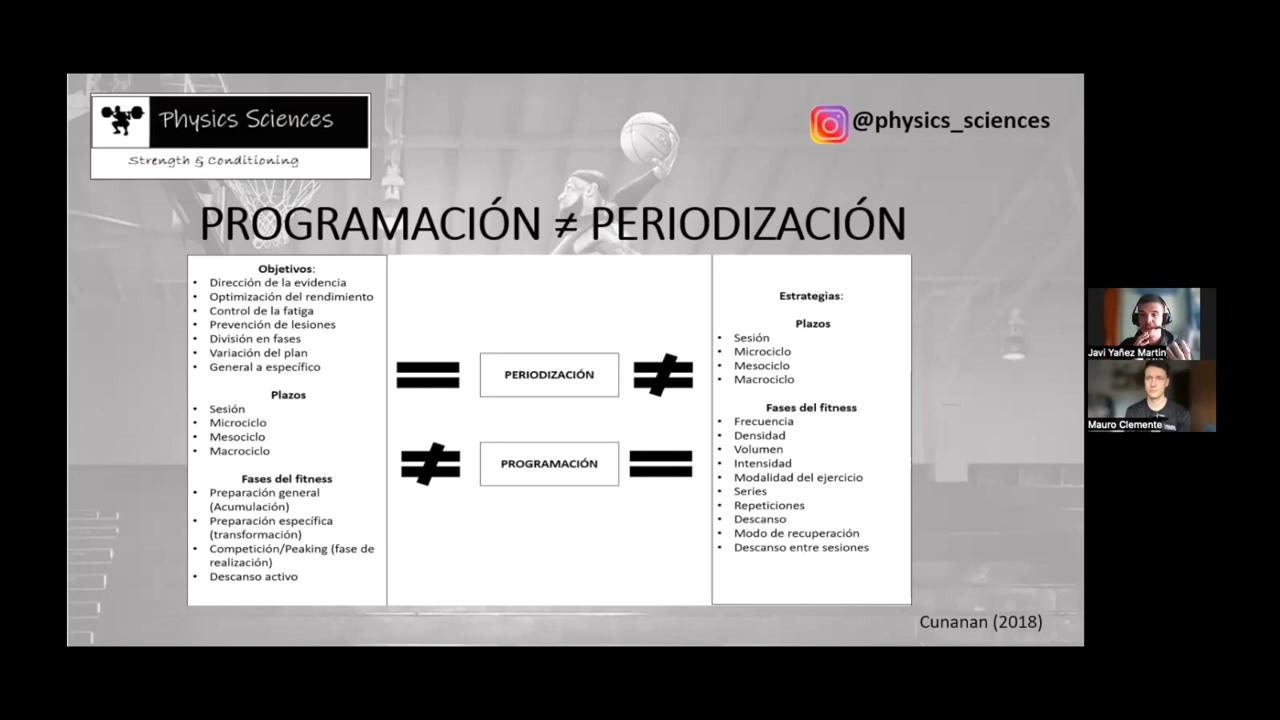 Physics Sciences
Strength & Conditioning
@physics_sciences
PROGRAMACIÓN ≠ PERIODIZACIÓN
Objetivos:
• Dirección de la evidencia
• Optimización del rendimiento
• Control de la fatiga
• Prevención de lesiones
• División en fases
• Variación del plan
• General a específico
Plazos
• Sesión
• Microciclo
• Mesociclo
• Macrociclo
Fases del fitness
• Preparación general
(Acumulación)
• Preparación específica
(transformación)
• Competición/Peaking (fase de
realización)
• Descanso activo
= PERIODIZACIÓN ≠
≠ PROGRAMACIÓN =
Estrategias:
Plazos
• Sesión
• Microciclo
• Mesociclo
• Macrociclo
Fases del fitness
• Frecuencia
• Densidad
• Volumen
• Intensidad
• Modalidad del ejercicio
• Series
• Repeticiones
• Descanso
• Modo de recuperación
• Descanso entre sesiones
Cunanan (2018)
Javi Yañez Martin
Mauro Clemente